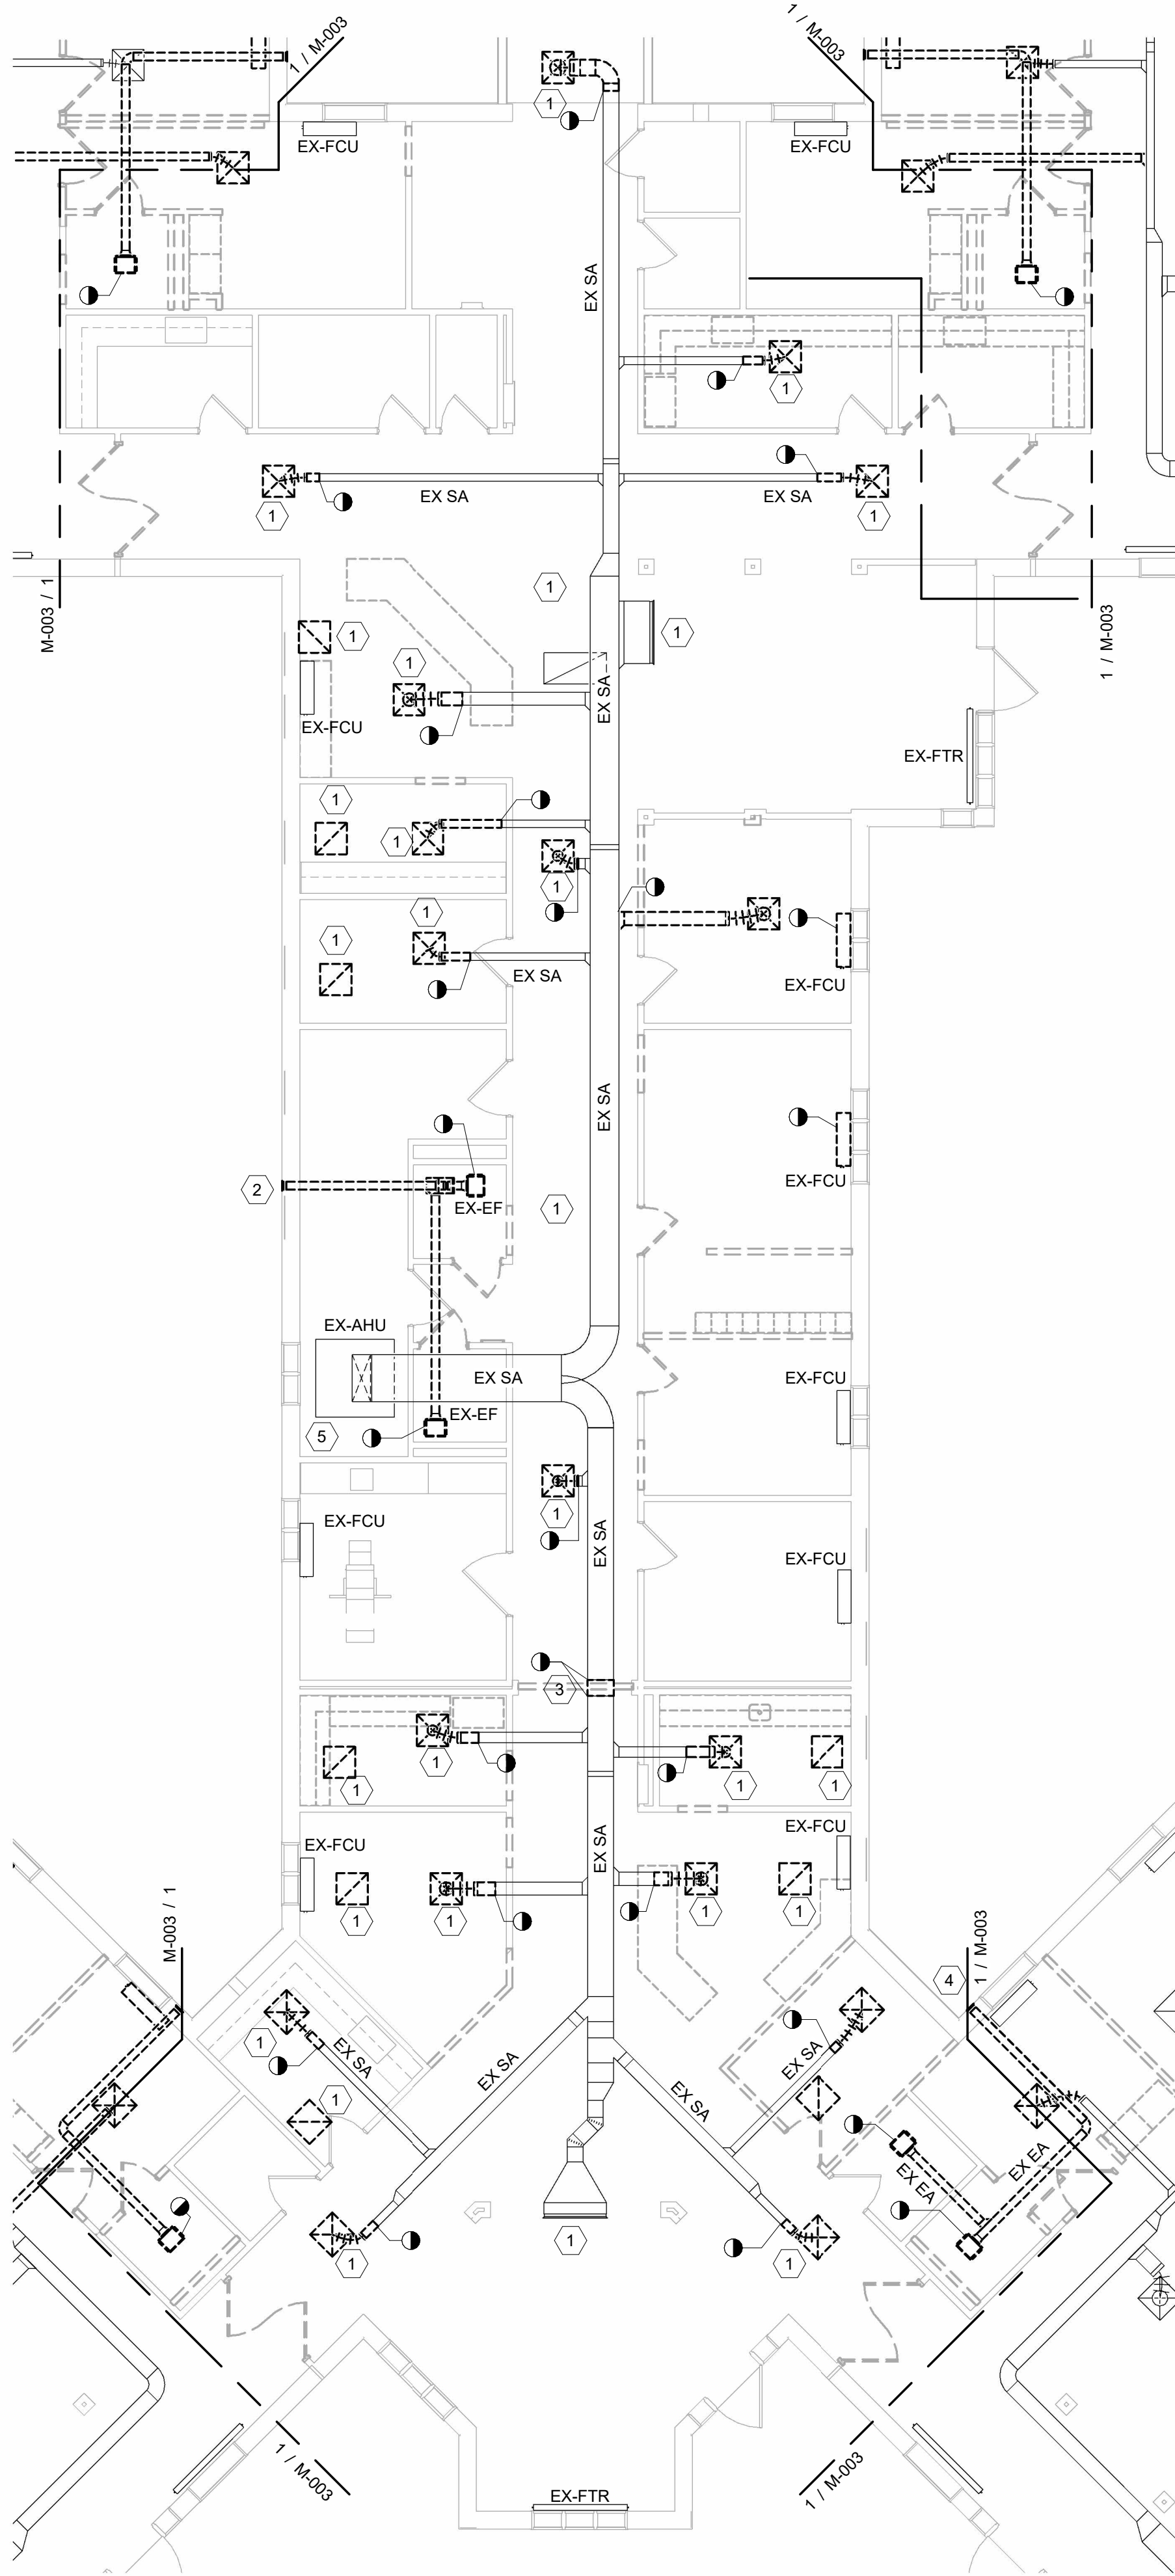 1 / M-003
1 / M-003
1
EX-FCU
EX-FCU
EX SA
1
EX SA
EX SA
1
1
M-003 / 1
1
1
1
1
1 / M-003
EX SA
EX-FCU
EX-FTR
1
1
1
1
1
EX SA
EX-FCU
EX SA
EX-FCU
2
EX-EF
1
EX-AHU
EX SA
EX-FCU
EX-EF
5
1
EX-FCU
EX SA
EX-FCU
3
1
1
1
1
EX-FCU
EX SA
EX-FCU
1
1
1
1
M-003 / 1
4
1 / M-003
1
EX SA
EX SA
EX SA
EX SA
1
EX EA
EX EA
1
1
1
1 / M-003
1 / M-003
EX-FTR